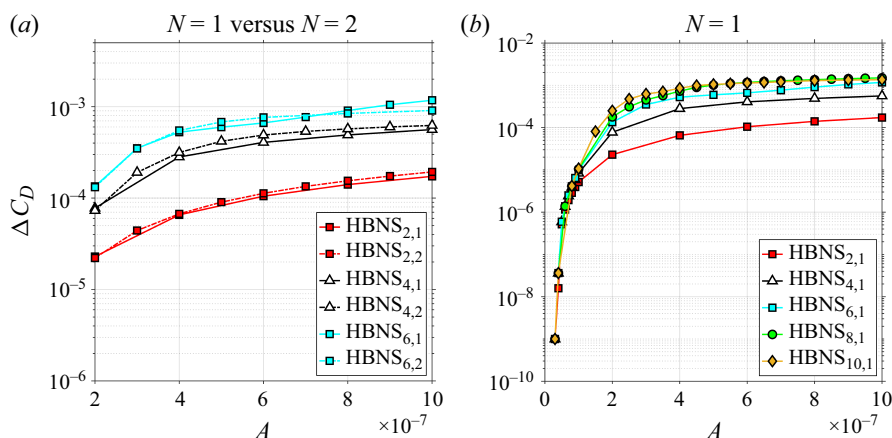 (a) N = 1 versus N = 2
ΔC_D
10^−3
10^−4
10^−5
10^−6
2 4 6 8 10
×10^−7
A
HBNS_2,1
HBNS_2,2
HBNS_4,1
HBNS_4,2
HBNS_6,1
HBNS_6,2
(b) N = 1
10^−2
10^−4
10^−6
10^−8
10^−10
0 2 4 6 8 10
×10^−7
A
HBNS_2,1
HBNS_4,1
HBNS_6,1
HBNS_8,1
HBNS_10,1